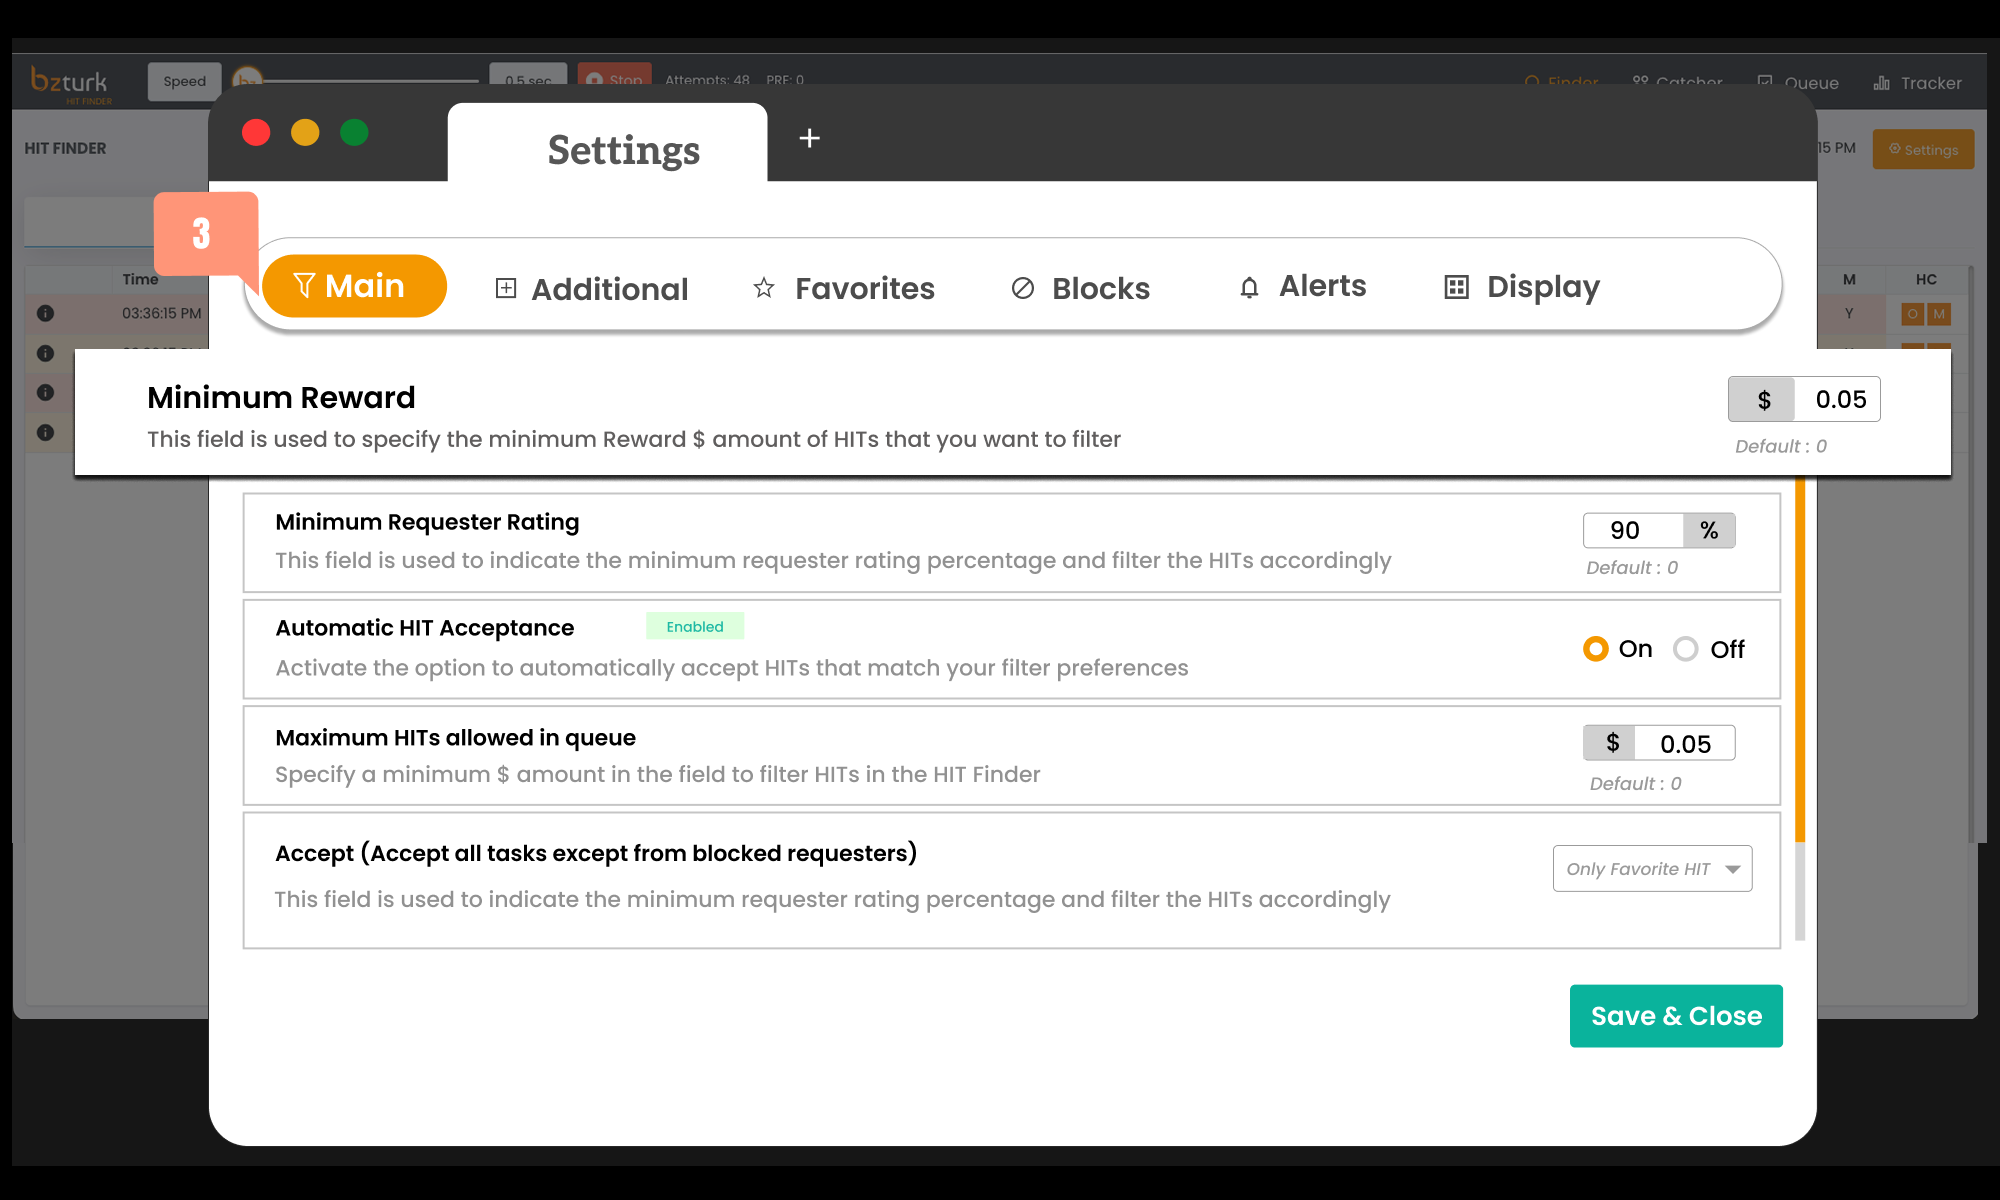 bzturk
HIT FINDER
Speed
bz
0.5 sec
Stop
Attempts: 48
PRE: 0
Finder
Catcher
Queue
Tracker
HIT FINDER
Settings
+
15 PM
Settings
3
Main
Additional
Favorites
Blocks
Alerts
Display
Time
M
HC
03:36:15 PM
Y
O
M
Minimum Reward
This field is used to specify the minimum Reward $ amount of HITs that you want to filter
$ 0.05
Default : 0
Minimum Requester Rating
This field is used to indicate the minimum requester rating percentage and filter the HITs accordingly
90 %
Default : 0
Automatic HIT Acceptance
Enabled
Activate the option to automatically accept HITs that match your filter preferences
On
Off
Maximum HITs allowed in queue
Specify a minimum $ amount in the field to filter HITs in the HIT Finder
$ 0.05
Default : 0
Accept (Accept all tasks except from blocked requesters)
This field is used to indicate the minimum requester rating percentage and filter the HITs accordingly
Only Favorite HIT
Save & Close